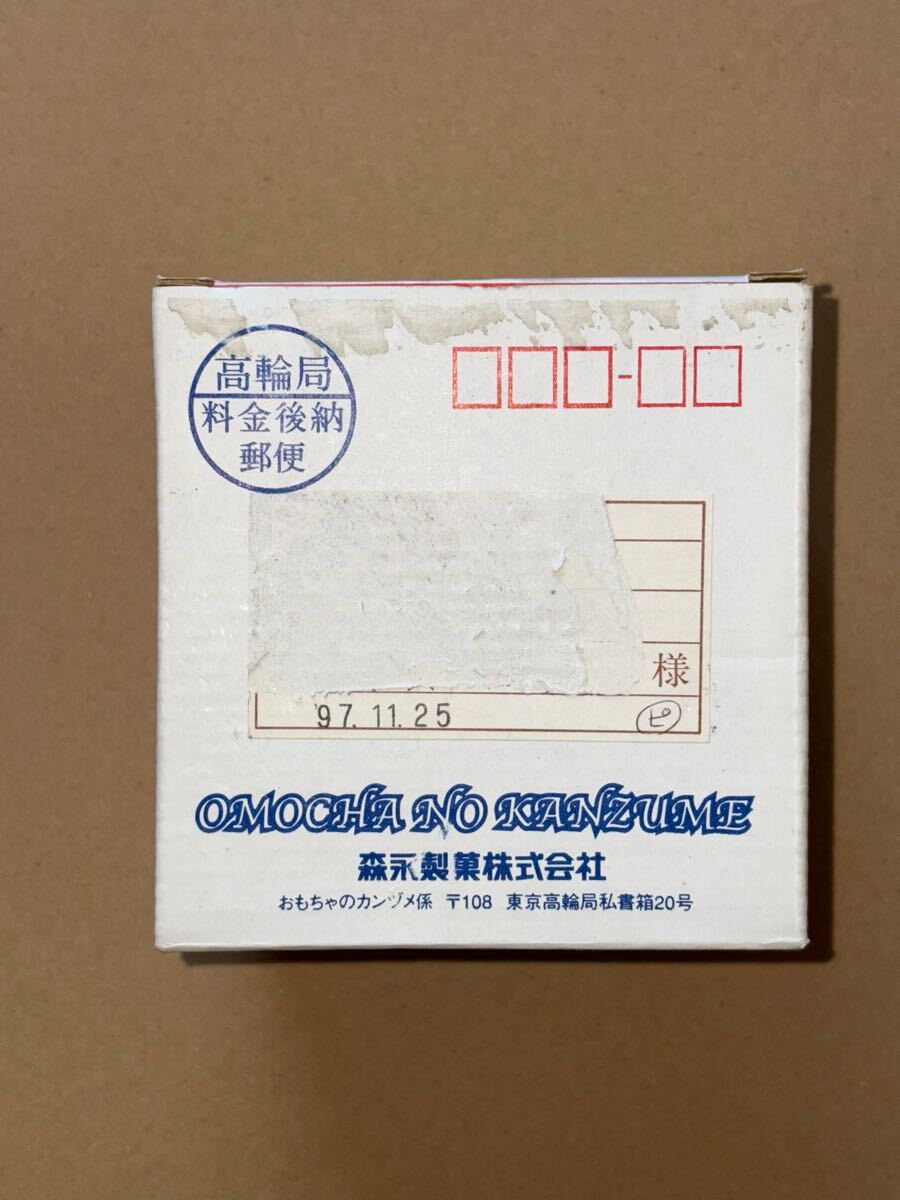 高輪局
料金後納
郵便
様
97.11.25
ピ
OMOCHA NO KANZUME
森永製菓株式会社
おもちゃのカンヅメ係 〒108 東京高輪局私書箱20号